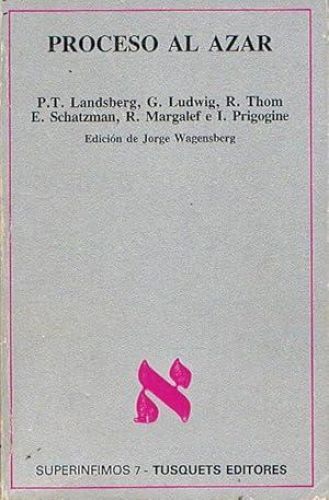 PROCESO AL AZAR
P.T. Landsberg, G. Ludwig, R. Thom
E. Schatzman, R. Margalef e I. Prigogine
Edición de Jorge Wagensberg
א
SUPERINFIMOS 7 - TUSQUETS EDITORES